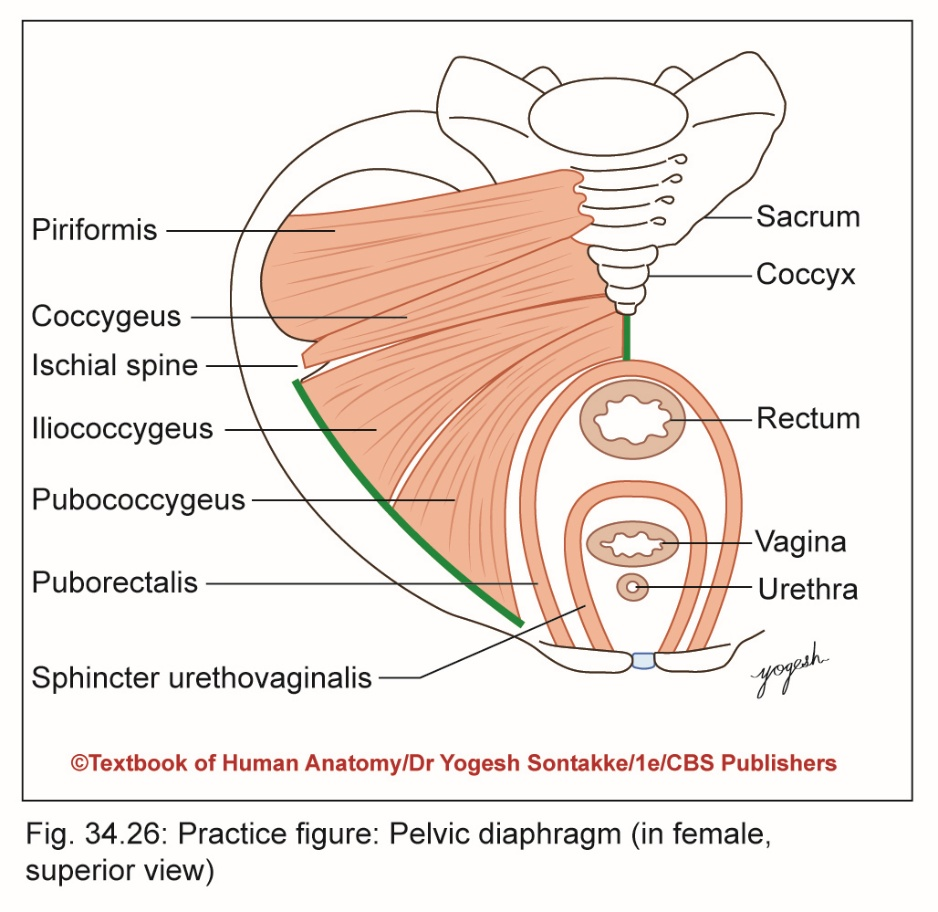 Piriformis
Coccygeus
Ischial spine
Iliococcygeus
Pubococcygeus
Puborectalis
Sphincter urethovaginalis
Sacrum
Coccyx
Rectum
Vagina
Urethra
yogesh
©Textbook of Human Anatomy/Dr Yogesh Sontakke/1e/CBS Publishers
Fig. 34.26: Practice figure: Pelvic diaphragm (in female,
superior view)